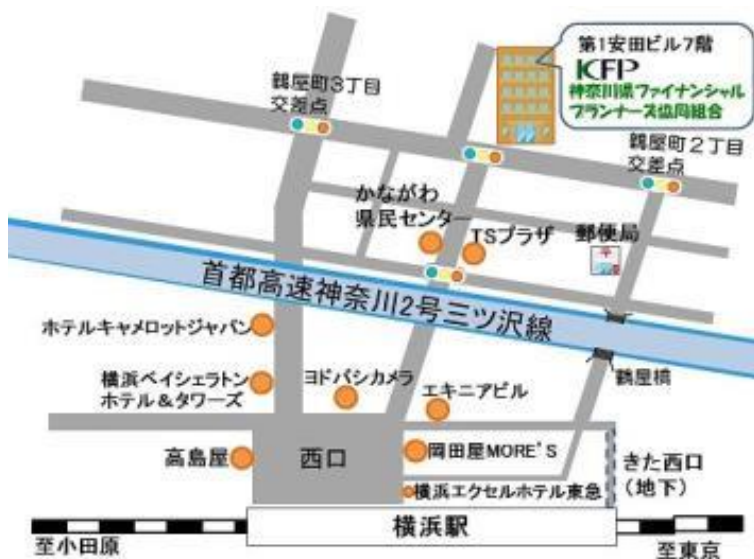 第1安田ビル7階
KFP
神奈川県ファイナンシャル
プランナーズ協同組合
鶴屋町3丁目
交差点
鶴屋町2丁目
交差点
かながわ
県民センター
TSプラザ
郵便局
首都高速神奈川2号三ツ沢線
ホテルキャメロットジャパン
鶴屋橋
横浜ベイシェラトン
ホテル&タワーズ
ヨドバシカメラ
エキニアビル
高島屋
西口
岡田屋MORE'S
きた西口
(地下)
横浜エクセルホテル東急
横浜駅
至小田原
至東京